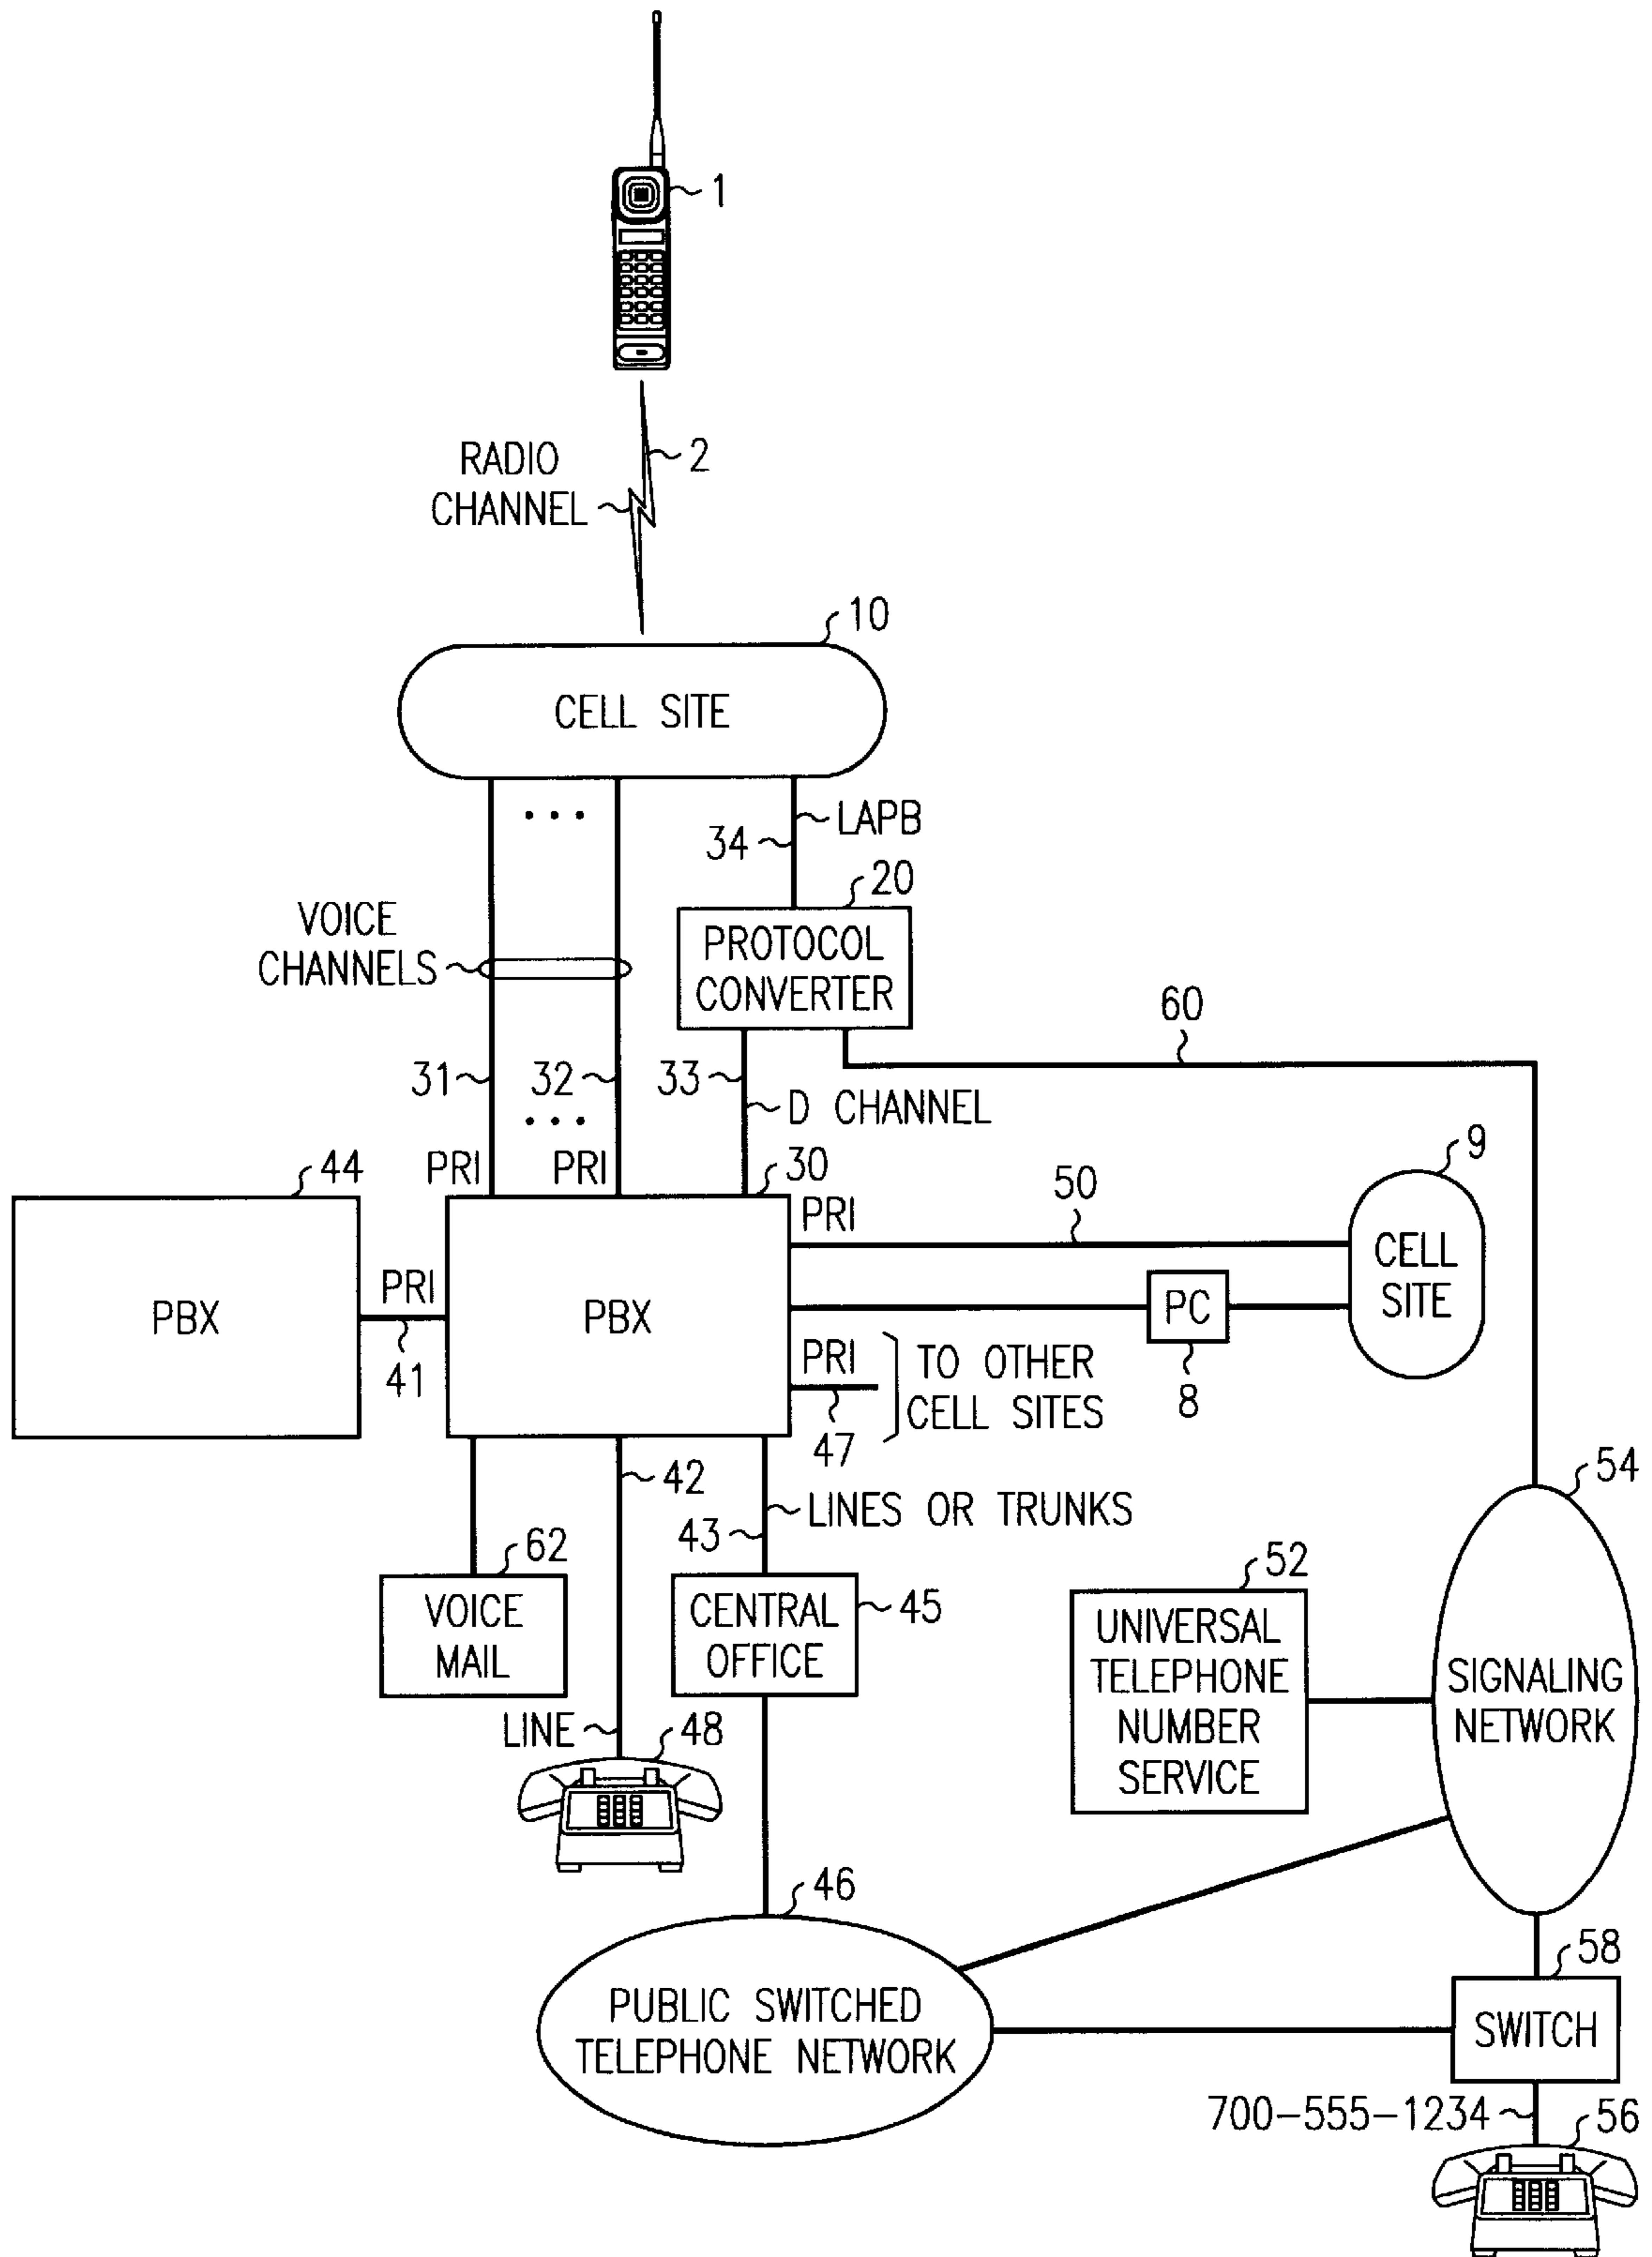 1
RADIO
CHANNEL
2
10
CELL SITE
LAPB
34
20
VOICE
CHANNELS
PROTOCOL
CONVERTER
60
31
32
33
D CHANNEL
44
PRI
PRI
30
PRI
50
9
CELL
SITE
PBX
PRI
41
PBX
PC
8
PRI
47
TO OTHER
CELL SITES
42
LINES OR TRUNKS
43
54
62
VOICE
MAIL
CENTRAL
OFFICE
45
52
UNIVERSAL
TELEPHONE
NUMBER
SERVICE
SIGNALING
NETWORK
LINE
48
46
PUBLIC SWITCHED
TELEPHONE NETWORK
58
SWITCH
700-555-1234
56